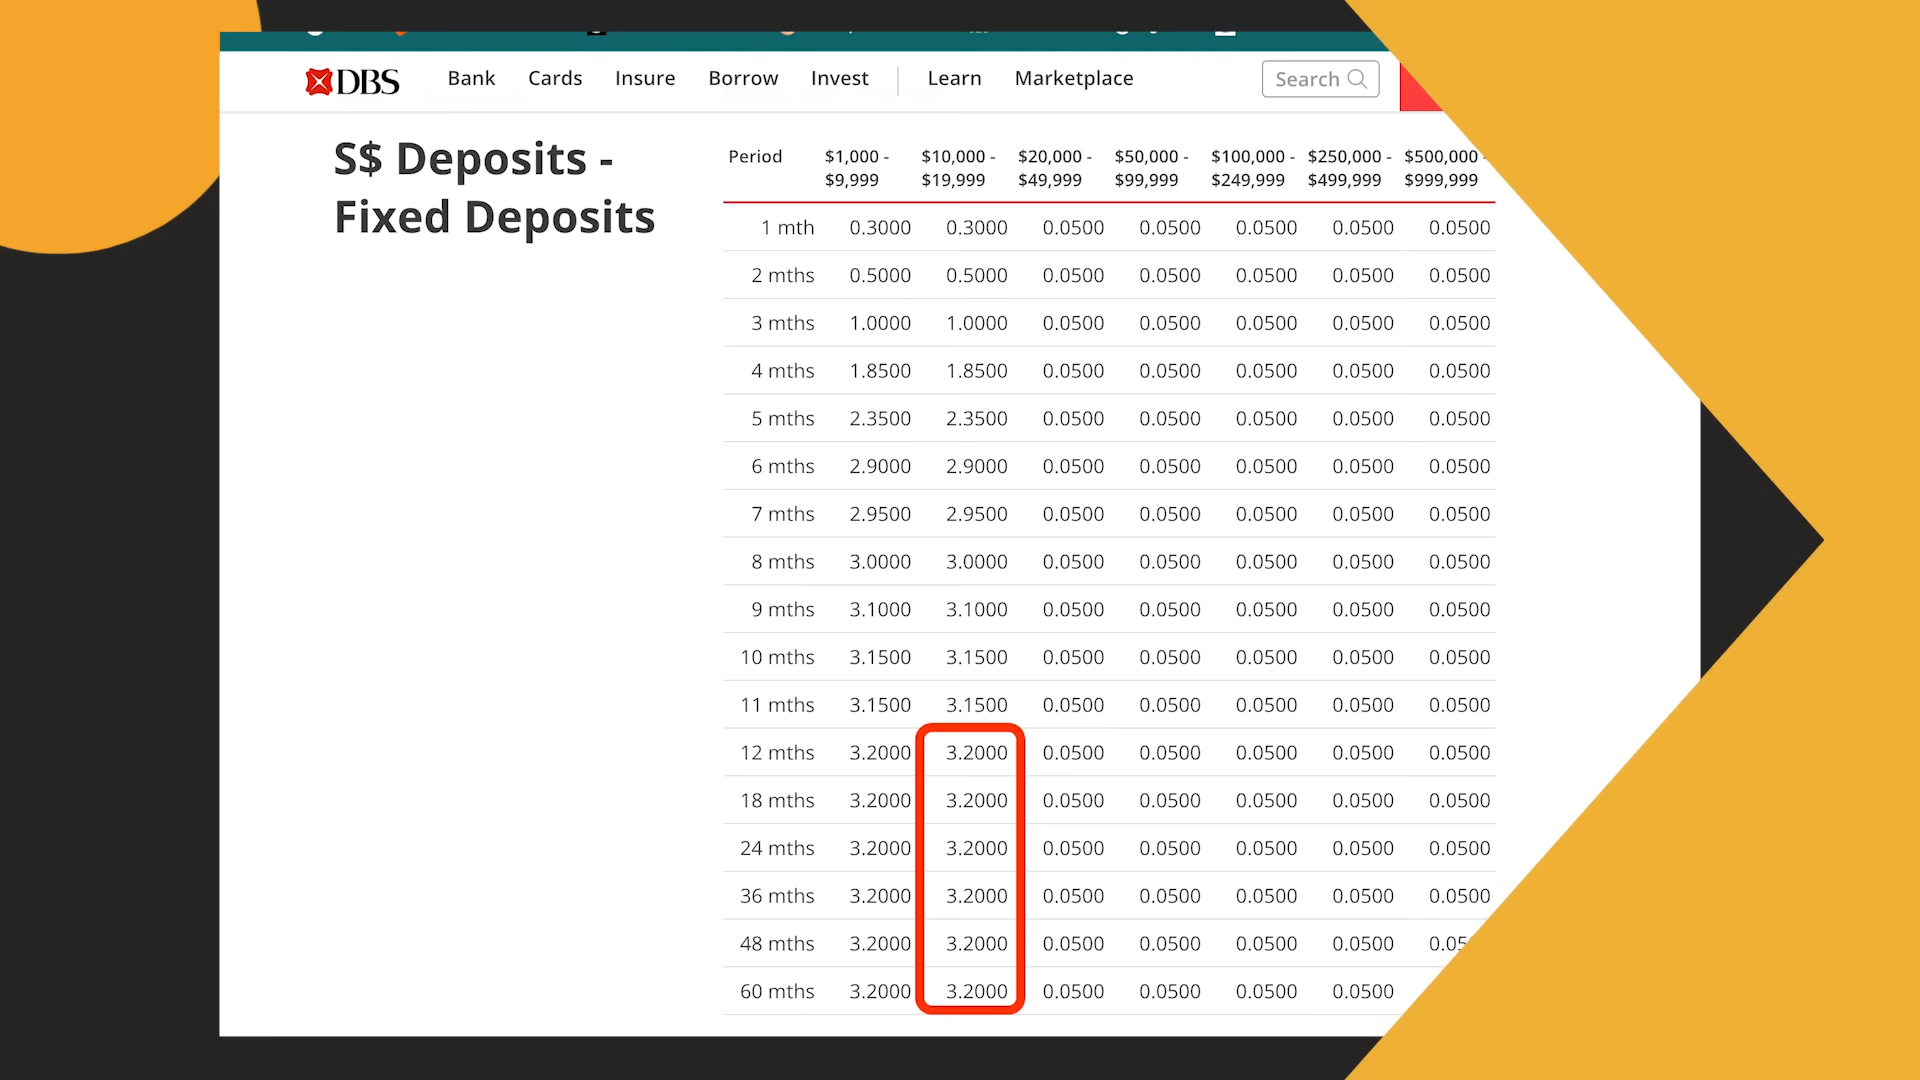 DBS Bank Cards Insure Borrow Invest Learn Marketplace Search
S$ Deposits -
Fixed Deposits
Period $1,000 - $10,000 - $20,000 - $50,000 - $100,000 - $250,000 - $500,000 -
$9,999 $19,999 $49,999 $99,999 $249,999 $499,999 $999,999
1 mth 0.3000 0.3000 0.0500 0.0500 0.0500 0.0500 0.0500
2 mths 0.5000 0.5000 0.0500 0.0500 0.0500 0.0500 0.0500
3 mths 1.0000 1.0000 0.0500 0.0500 0.0500 0.0500 0.0500
4 mths 1.8500 1.8500 0.0500 0.0500 0.0500 0.0500 0.0500
5 mths 2.3500 2.3500 0.0500 0.0500 0.0500 0.0500 0.0500
6 mths 2.9000 2.9000 0.0500 0.0500 0.0500 0.0500 0.0500
7 mths 2.9500 2.9500 0.0500 0.0500 0.0500 0.0500 0.0500
8 mths 3.0000 3.0000 0.0500 0.0500 0.0500 0.0500 0.0500
9 mths 3.1000 3.1000 0.0500 0.0500 0.0500 0.0500 0.0500
10 mths 3.1500 3.1500 0.0500 0.0500 0.0500 0.0500 0.0500
11 mths 3.1500 3.1500 0.0500 0.0500 0.0500 0.0500 0.0500
12 mths 3.2000 3.2000 0.0500 0.0500 0.0500 0.0500 0.0500
18 mths 3.2000 3.2000 0.0500 0.0500 0.0500 0.0500 0.0500
24 mths 3.2000 3.2000 0.0500 0.0500 0.0500 0.0500 0.0500
36 mths 3.2000 3.2000 0.0500 0.0500 0.0500 0.0500 0.0500
48 mths 3.2000 3.2000 0.0500 0.0500 0.0500 0.0500
60 mths 3.2000 3.2000 0.0500 0.0500 0.0500 0.0500